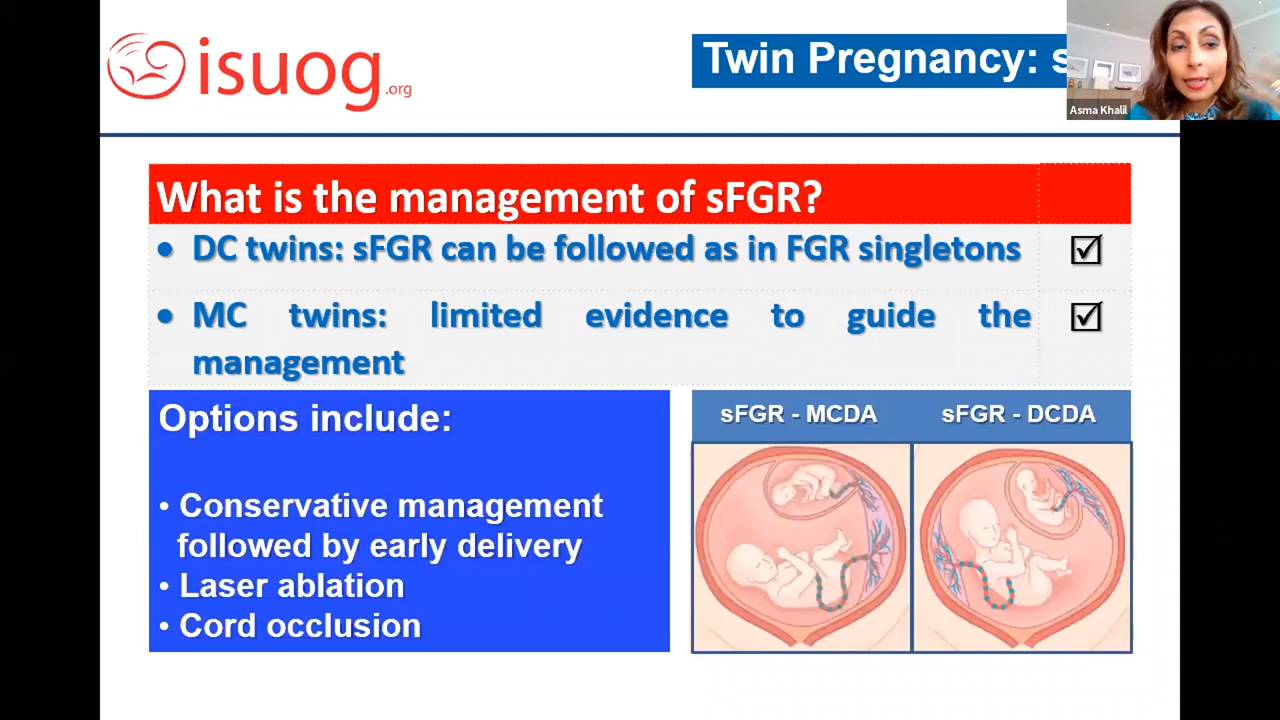 isuog.org
Twin Pregnancy: s
Asma Khalil
What is the management of sFGR?
• DC twins: sFGR can be followed as in FGR singletons ☑
• MC twins: limited evidence to guide the ☑
management
Options include:
• Conservative management
followed by early delivery
• Laser ablation
• Cord occlusion
sFGR - MCDA
sFGR - DCDA